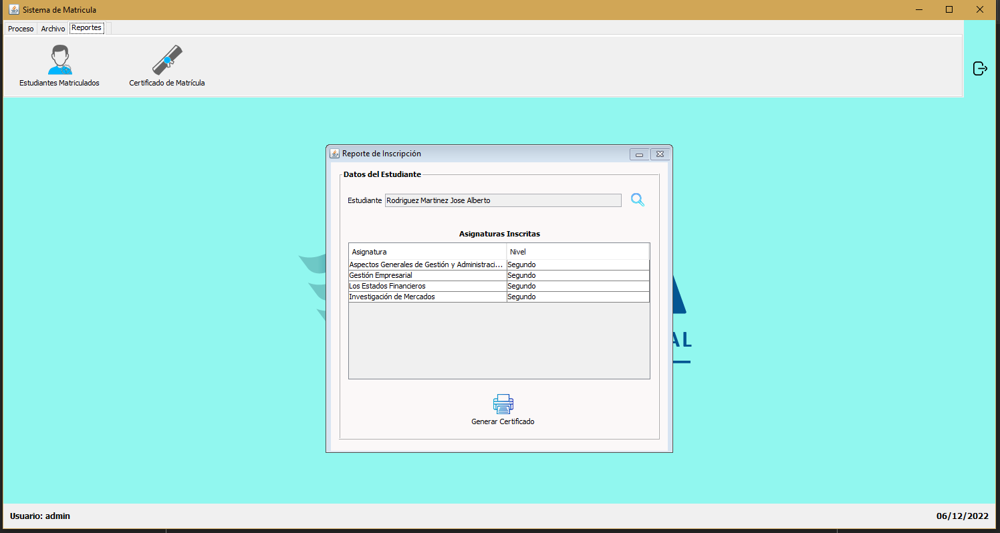 Sistema de Matricula
Proceso Archivo Reportes
Estudiantes Matriculados Certificado de Matrícula
Reporte de Inscripción
Datos del Estudiante
Estudiante Rodriguez Martinez Jose Alberto
Asignaturas Inscritas
Asignatura Nivel
Aspectos Generales de Gestión y Administraci... Segundo
Gestión Empresarial Segundo
Los Estados Financieros Segundo
Investigación de Mercados Segundo
AL
Generar Certificado
Usuario: admin 06/12/2022